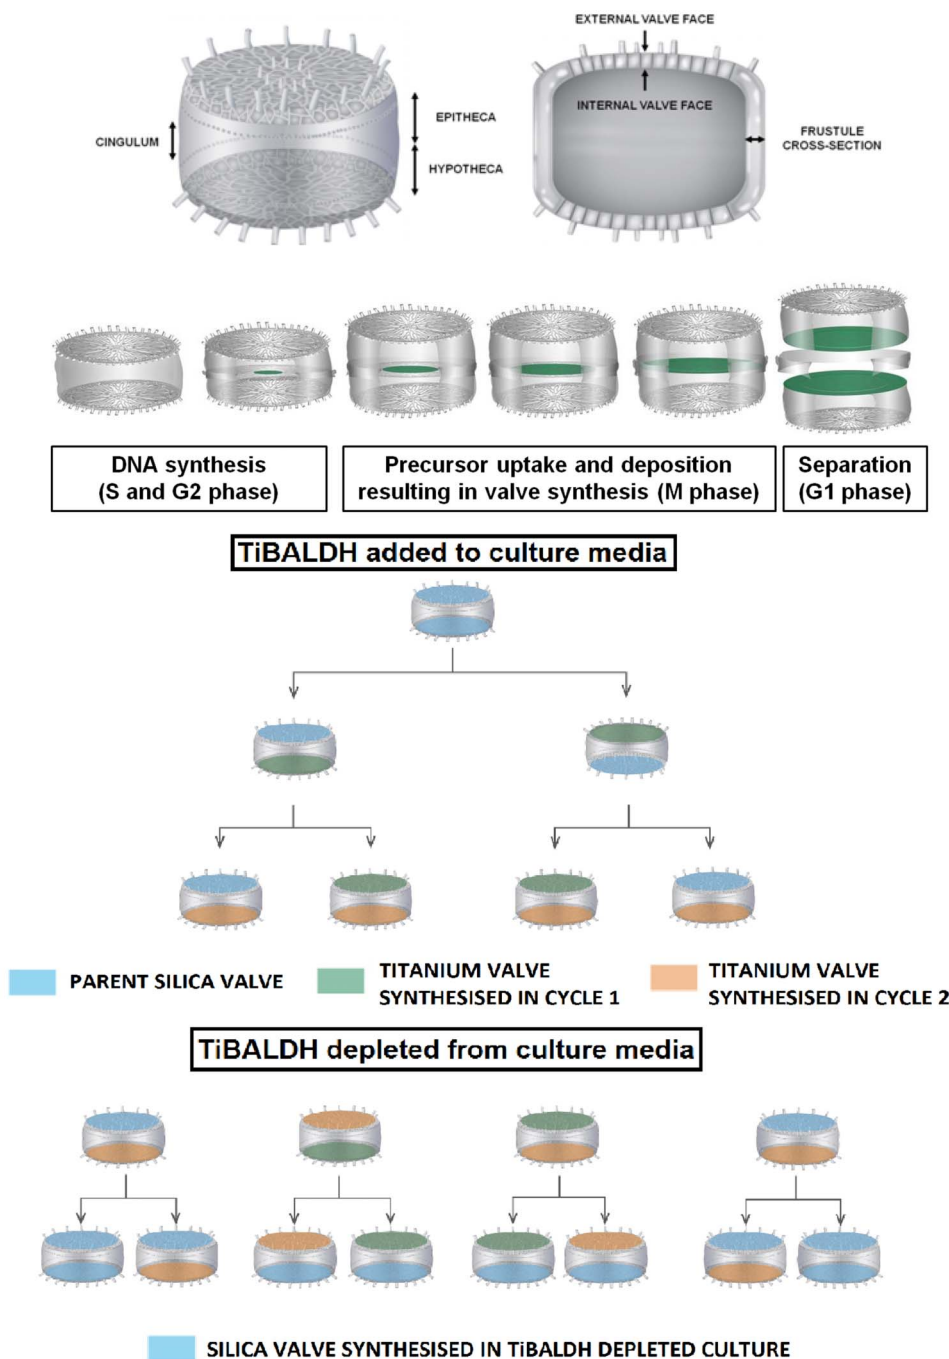 EXTERNAL VALVE FACE
INTERNAL VALVE FACE
CINGULUM
EPITHECA
HYPOTHECA
FRUSTULE
CROSS-SECTION
DNA synthesis
(S and G2 phase)
Precursor uptake and deposition
resulting in valve synthesis (M phase)
Separation
(G1 phase)
TiBALDH added to culture media
PARENT SILICA VALVE
TITANIUM VALVE
SYNTHESISED IN CYCLE 1
TITANIUM VALVE
SYNTHESISED IN CYCLE 2
TiBALDH depleted from culture media
SILICA VALVE SYNTHESISED IN TiBALDH DEPLETED CULTURE